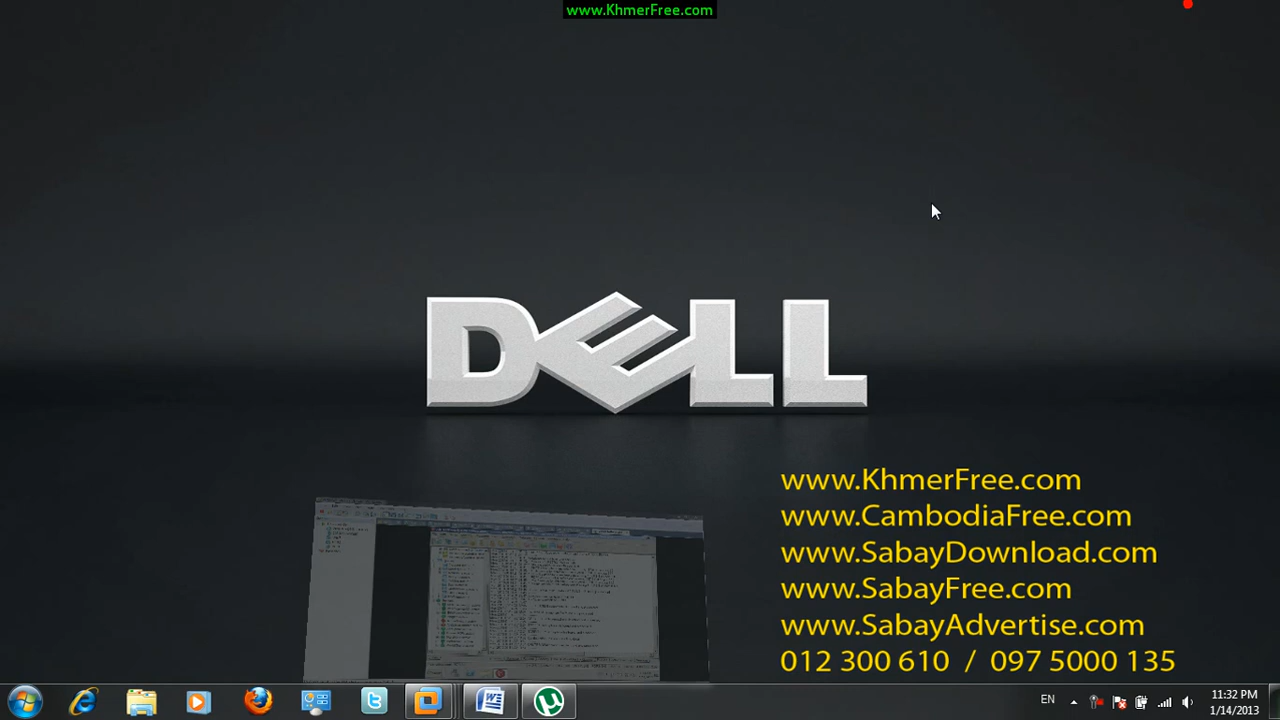 www.KhmerFree.com
DELL
www.KhmerFree.com
www.CambodiaFree.com
www.SabayDownload.com
www.SabayFree.com
www.SabayAdvertise.com
012 300 610 / 097 5000 135
EN
11:32 PM
1/14/2013